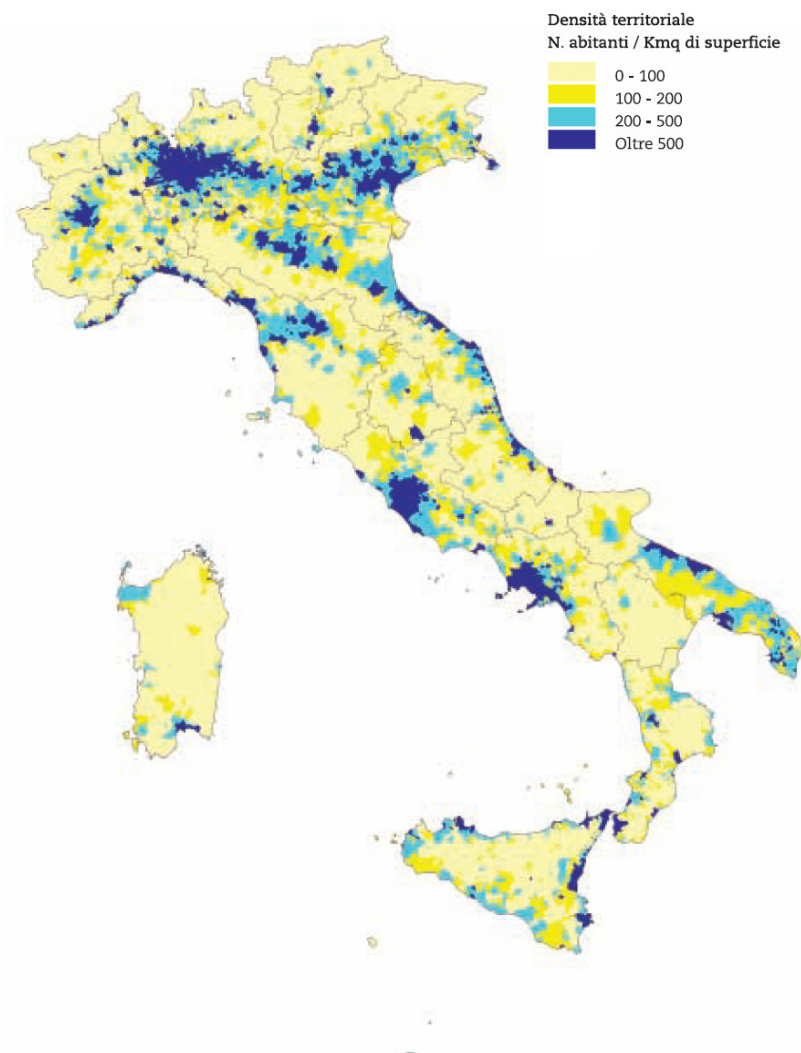 Densità territoriale
N. abitanti / Kmq di superficie
0 - 100
100 - 200
200 - 500
Oltre 500